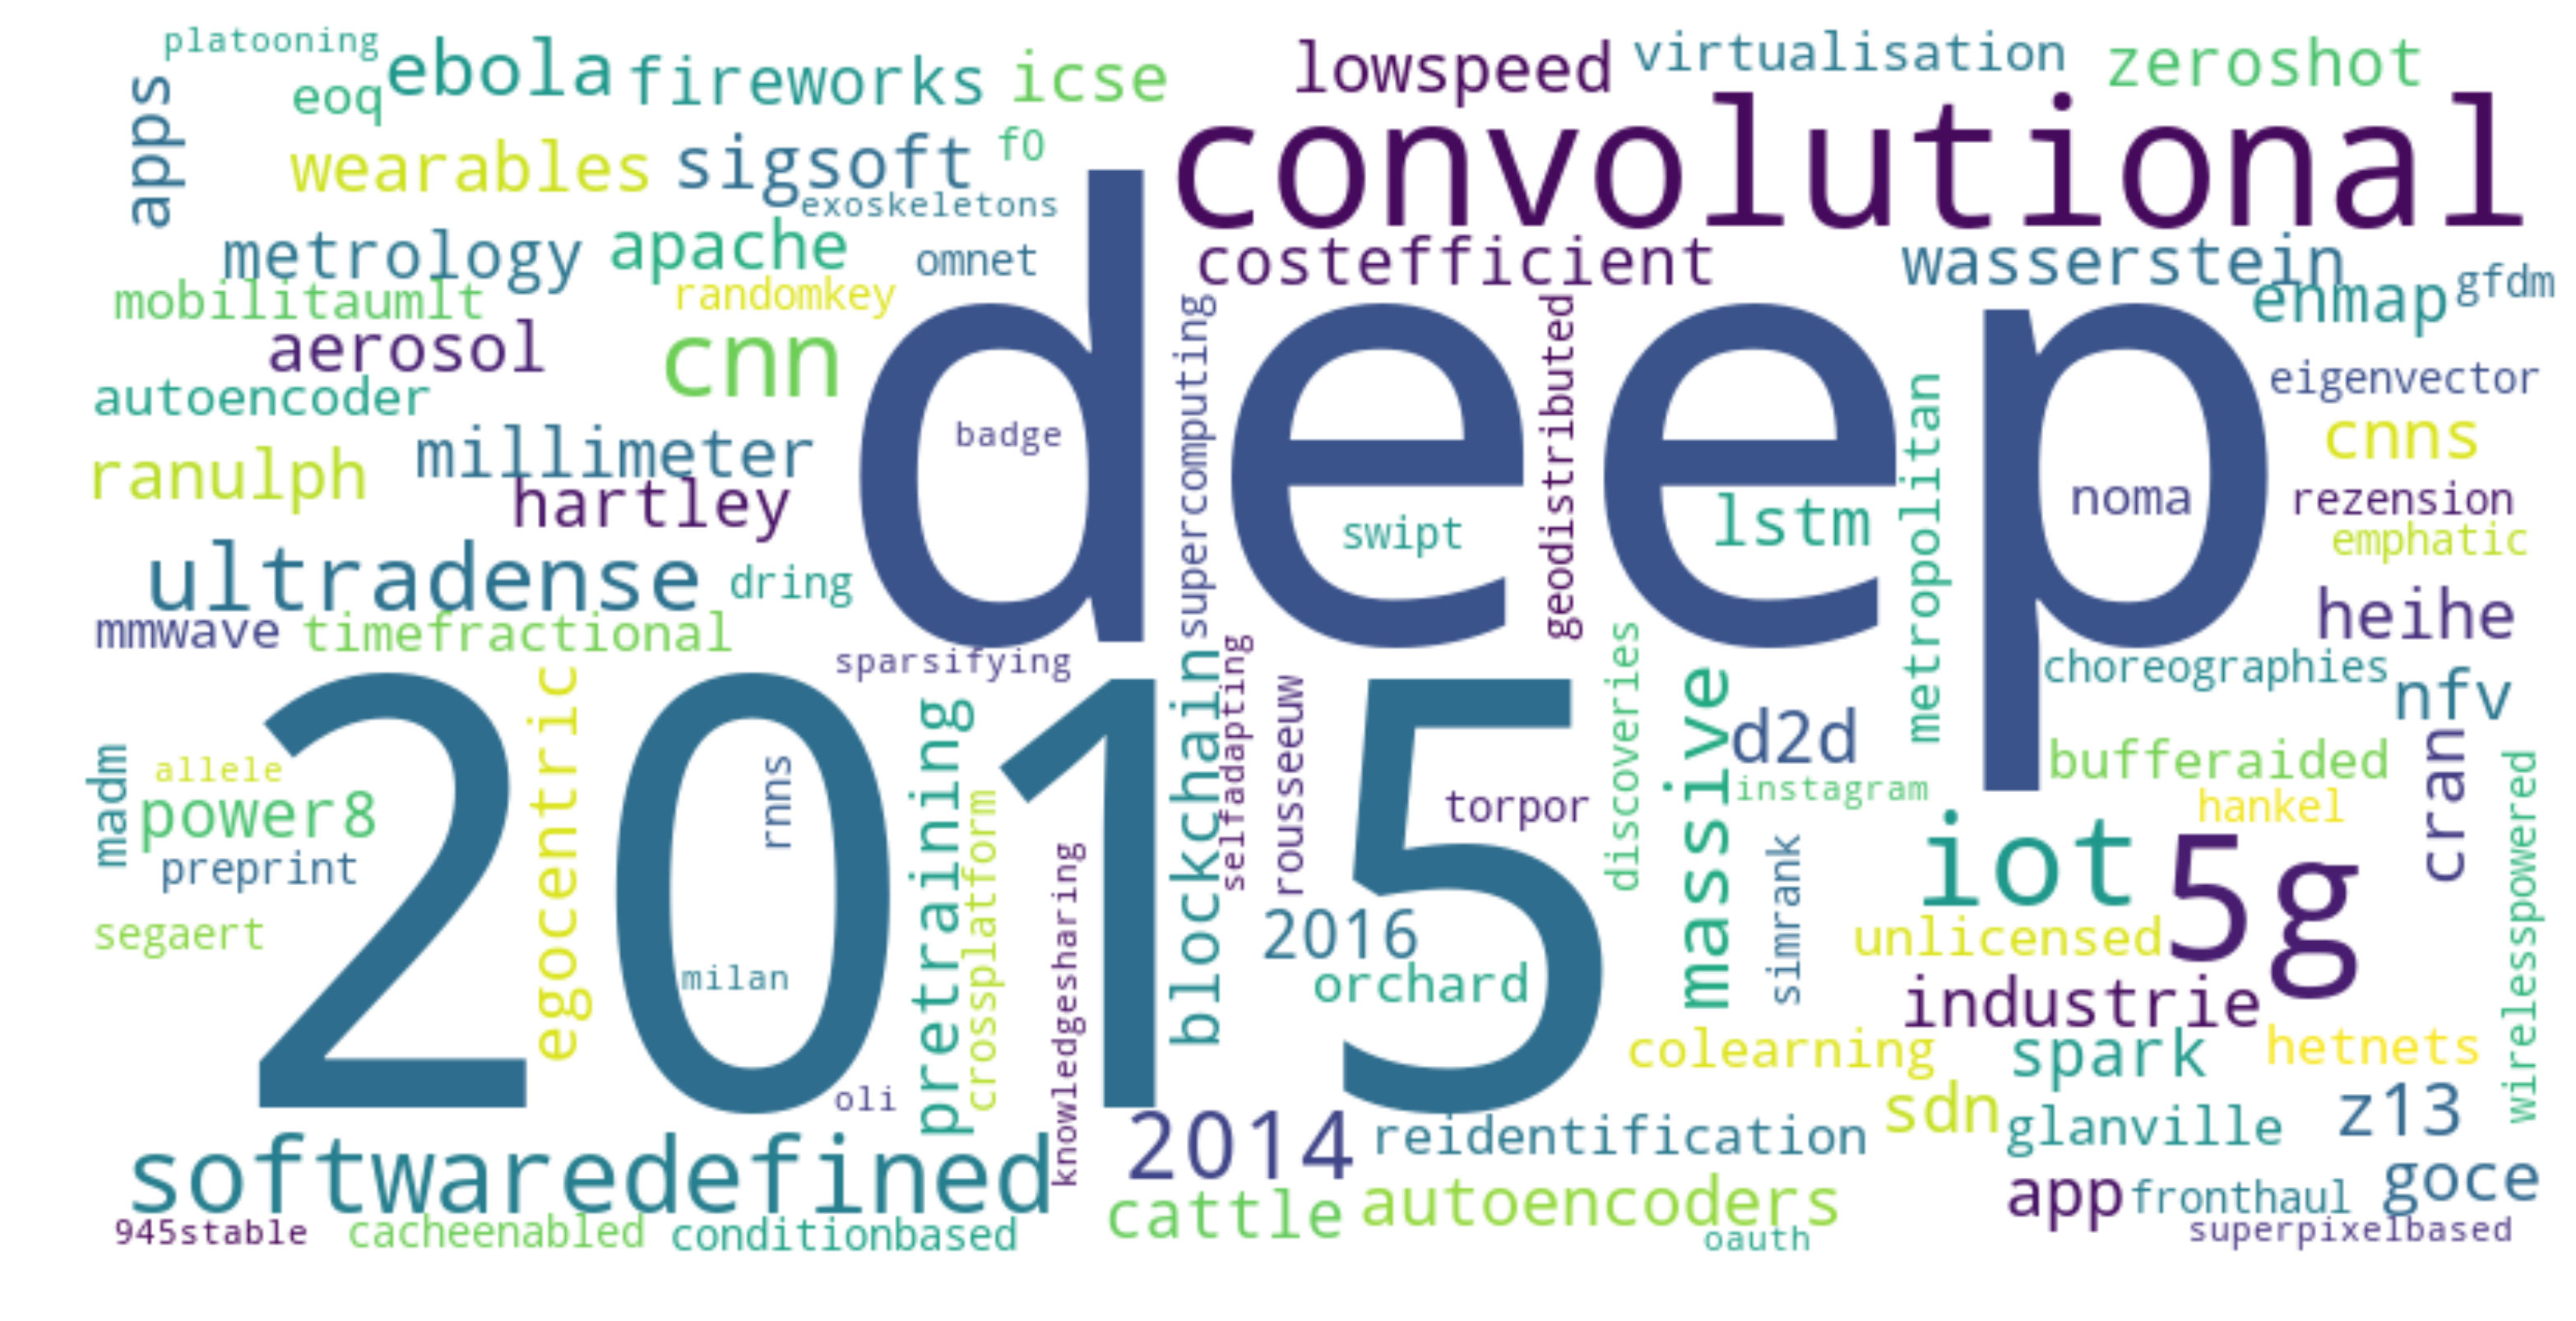 platooning
ebola
fireworks
icse
lowspeed
virtualisation
zeroshot
apps
eoq
convolutional
wearables
sigsoft
f0
exoskeletons
metrology
apache
omnet
costefficient
wasserstein
gfdm
mobilitaumlt
randomkey
enmap
aerosol
cnn
deep
supercomputing
geodistributed
metropolitan
eigenvector
autoencoder
badge
cnns
ranulph
millimeter
hartley
swipt
lstm
noma
rezension
emphatic
ultradense
dring
heihe
mmwave
timefractional
sparsifying
choreographies
nfv
2015
egocentric
rnns
pretraining
blockchain
selfadapting
rousseeuw
discoveries
massive
d2d
bufferaided
cran
madm
allele
power8
preprint
crossplatform
knowledgesharing
torpor
instagram
simrank
iot
hankel
5g
wirelesspowered
segaert
milan
2016
orchard
unlicensed
industrie
colearning
spark
hetnets
oli
softwaredefined
2014
reidentification
sdn
glanville
z13
cattle
autoencoders
app
fronthaul
goce
945stable
cacheenabled
conditionbased
oauth
superpixelbased